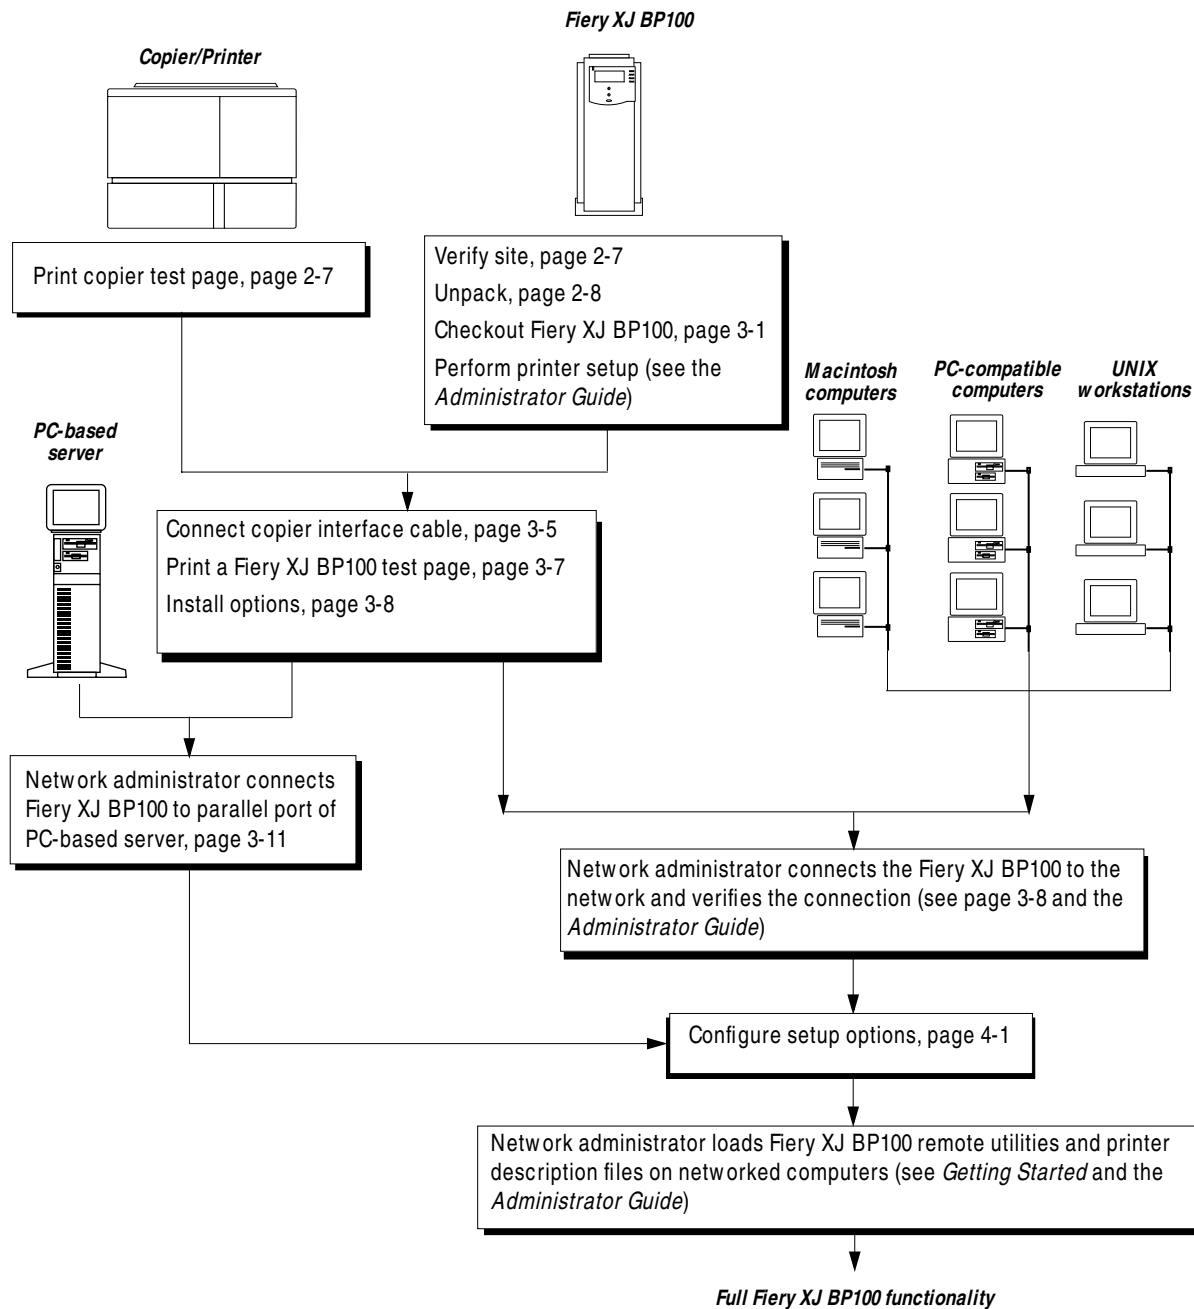 Fiery XJ BP100
Copier/Printer
Print copier test page, page 2-7
Verify site, page 2-7
Unpack, page 2-8
Checkout Fiery XJ BP100, page 3-1
Perform printer setup (see the
Administrator Guide)
Macintosh
computers
PC-compatible
computers
UNIX
workstations
PC-based
server
Connect copier interface cable, page 3-5
Print a Fiery XJ BP100 test page, page 3-7
Install options, page 3-8
Network administrator connects
Fiery XJ BP100 to parallel port of
PC-based server, page 3-11
Network administrator connects the Fiery XJ BP100 to the
network and verifies the connection (see page 3-8 and the
Administrator Guide)
Configure setup options, page 4-1
Network administrator loads Fiery XJ BP100 remote utilities and printer
description files on networked computers (see Getting Started and the
Administrator Guide)
Full Fiery XJ BP100 functionality